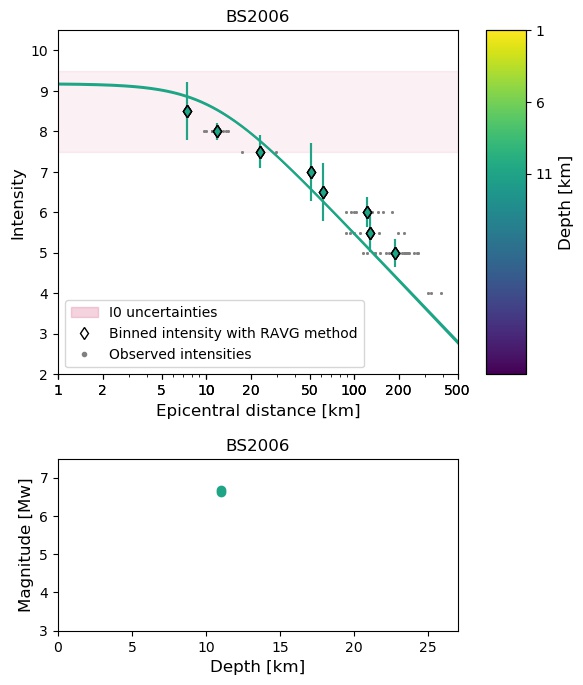 BS2006
10
9
8
7
6
5
4
3
2
Intensity
I0 uncertainties
Binned intensity with RAVG method
Observed intensities
1 2 5 10 20 50 100 200 500
Epicentral distance [km]
1
6
11
Depth [km]
BS2006
7
6
5
4
3
Magnitude [Mw]
0 5 10 15 20 25
Depth [km]